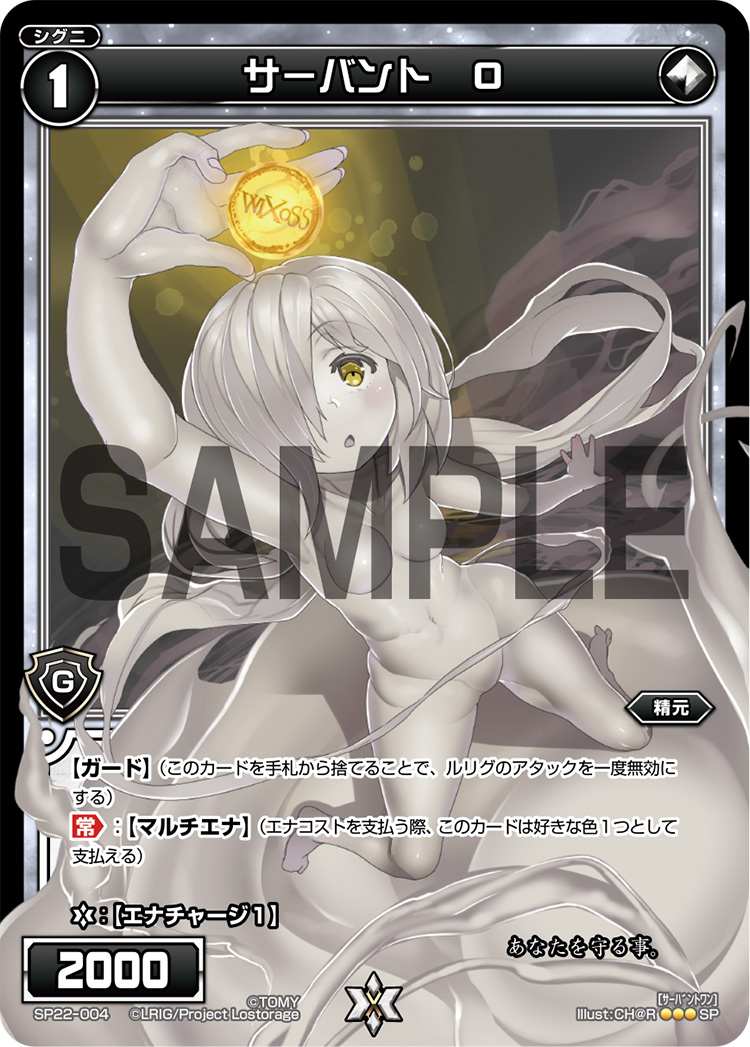 シグニ
1
サーバント　O
WIXOSS
SAMPLE
G
精元
【ガード】（このカードを手札から捨てることで、ルリグのアタックを一度無効に
する）
常：【マルチエナ】（エナコストを支払う際、このカードは好きな色１つとして
支払える）
：【エナチャージ１】
2000
あなたを守る事。
SP22-004
©TOMY
©LRIG/Project Lostorage
[サーバントワン]
Illust:CH@R
SP